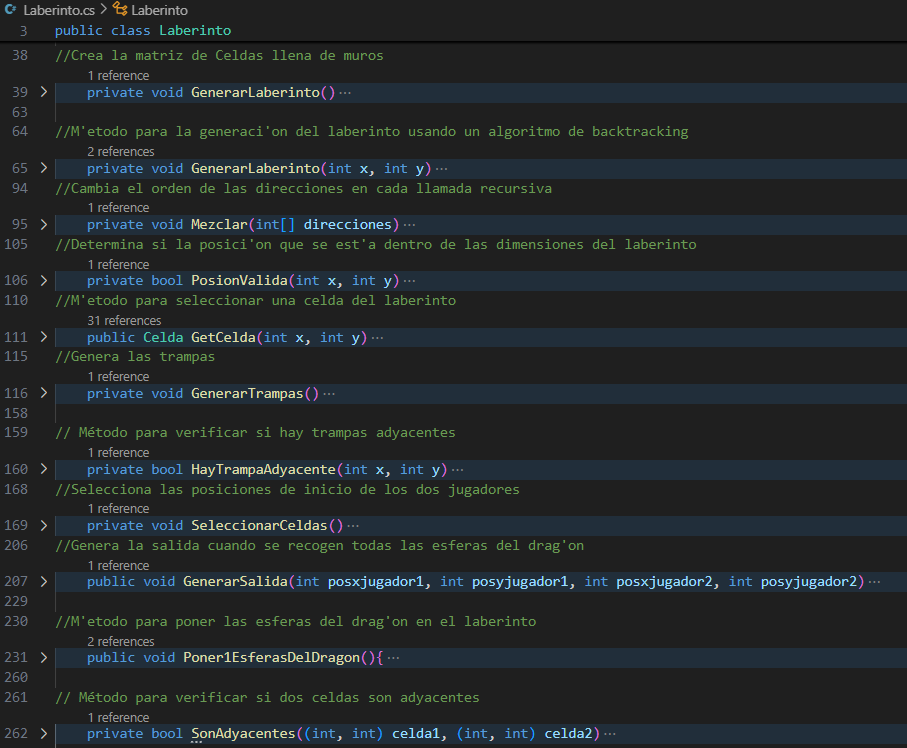 Laberinto.cs > Laberinto
3 public class Laberinto
38 //Crea la matriz de Celdas llena de muros
1 reference
39 > private void GenerarLaberinto() ···
63
64 //M'etodo para la generaci'on del laberinto usando un algoritmo de backtracking
2 references
65 > private void GenerarLaberinto(int x, int y) ···
94 //Cambia el orden de las direcciones en cada llamada recursiva
1 reference
95 > private void Mezclar(int[] direcciones) ···
105 //Determina si la posici'on que se est'a dentro de las dimensiones del laberinto
1 reference
106 > private bool PosionValida(int x, int y) ···
110 //M'etodo para seleccionar una celda del laberinto
31 references
111 > public Celda GetCelda(int x, int y) ···
115 //Genera las trampas
1 reference
116 > private void GenerarTrampas() ···
158
159 // Método para verificar si hay trampas adyacentes
1 reference
160 > private bool HayTrampaAdyacente(int x, int y) ···
168 //Selecciona las posiciones de inicio de los dos jugadores
1 reference
169 > private void SeleccionarCeldas() ···
206 //Genera la salida cuando se recogen todas las esferas del drag'on
1 reference
207 > public void GenerarSalida(int posxjugador1, int posyjugador1, int posxjugador2, int posyjugador2) ···
229
230 //M'etodo para poner las esferas del drag'on en el laberinto
2 references
231 > public void Poner1EsferasDelDragon(){ ···
260
261 // Método para verificar si dos celdas son adyacentes
1 reference
262 > private bool SonAdyacentes((int, int) celda1, (int, int) celda2) ···